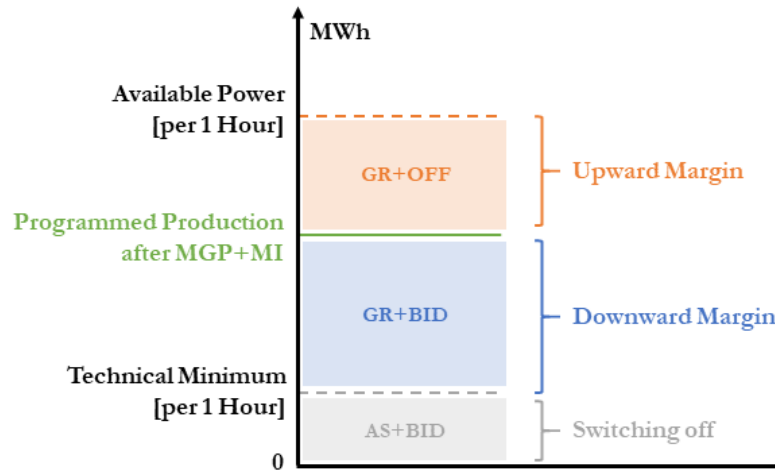 MWh
Available Power
[per 1 Hour]
GR+OFF
Upward Margin
Programmed Production
after MGP+MI
GR+BID
Downward Margin
Technical Minimum
[per 1 Hour]
AS+BID
Switching off
0